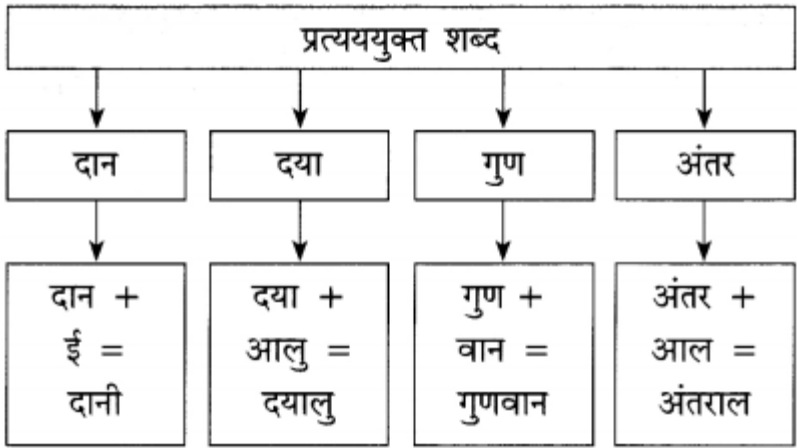 प्रत्यययुक्त शब्द
दान
दया
गुण
अंतर
दान +
ई =
दानी
दया +
आलु =
दयालु
गुण +
वान =
गुणवान
अंतर +
आल =
अंतराल